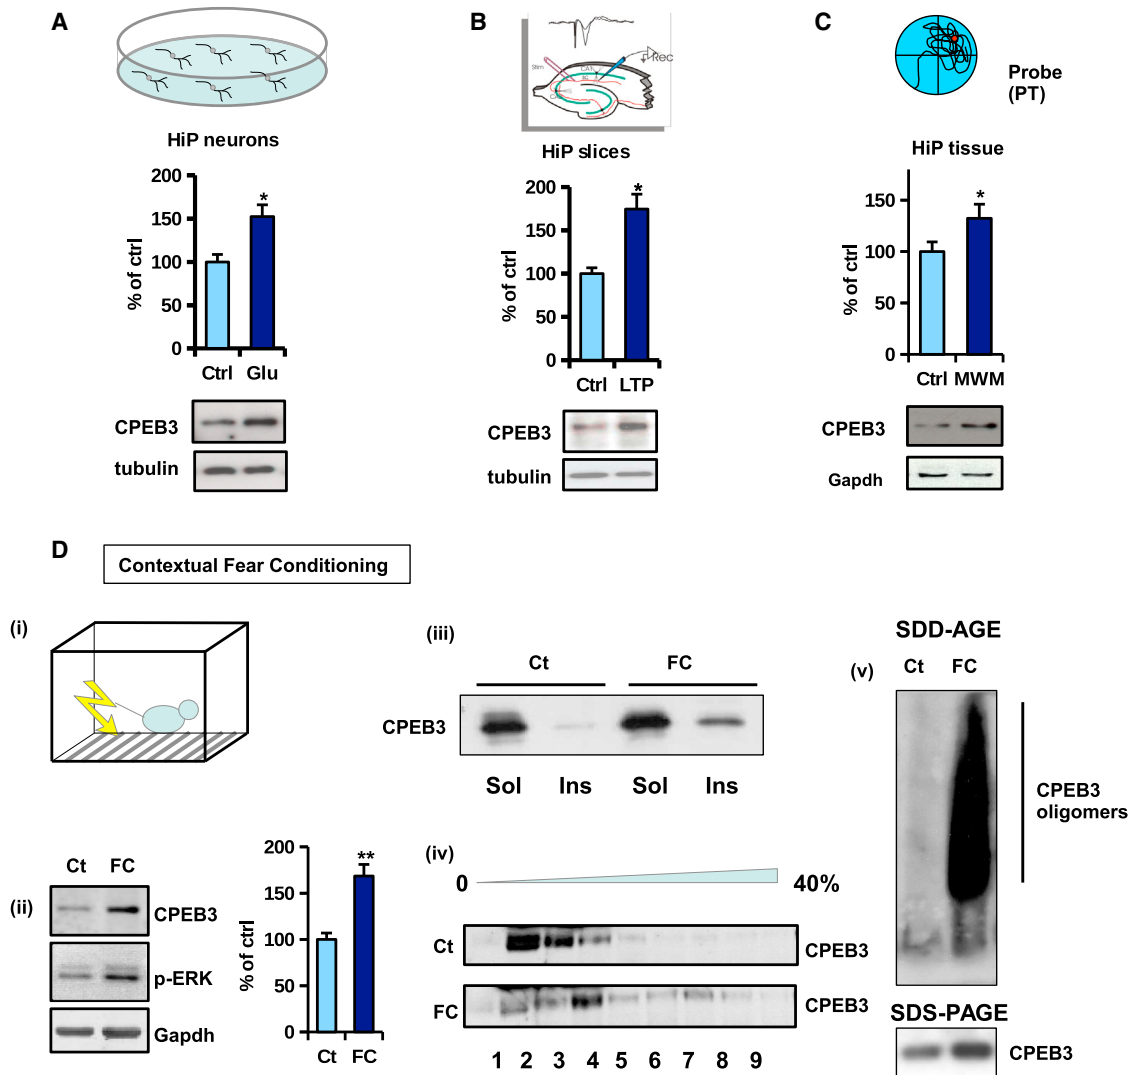 A
HiP neurons
% of ctrl
200
150
100
50
0
*
Ctrl Glu
CPEB3
tubulin
B
Stim
Rec
HiP slices
% of ctrl
200
150
100
50
0
*
Ctrl LTP
CPEB3
tubulin
C
Probe
(PT)
HiP tissue
% of ctrl
150
100
50
0
*
Ctrl MWM
CPEB3
Gapdh
D
Contextual Fear Conditioning
(i)
(ii)
Ct FC
CPEB3
p-ERK
Gapdh
% of ctrl
200
150
100
50
0
**
Ct FC
(iii)
Ct FC
CPEB3
Sol Ins Sol Ins
(iv)
0 40%
Ct CPEB3
FC CPEB3
1 2 3 4 5 6 7 8 9
SDD-AGE
(v) Ct FC
CPEB3
oligomers
SDS-PAGE
CPEB3